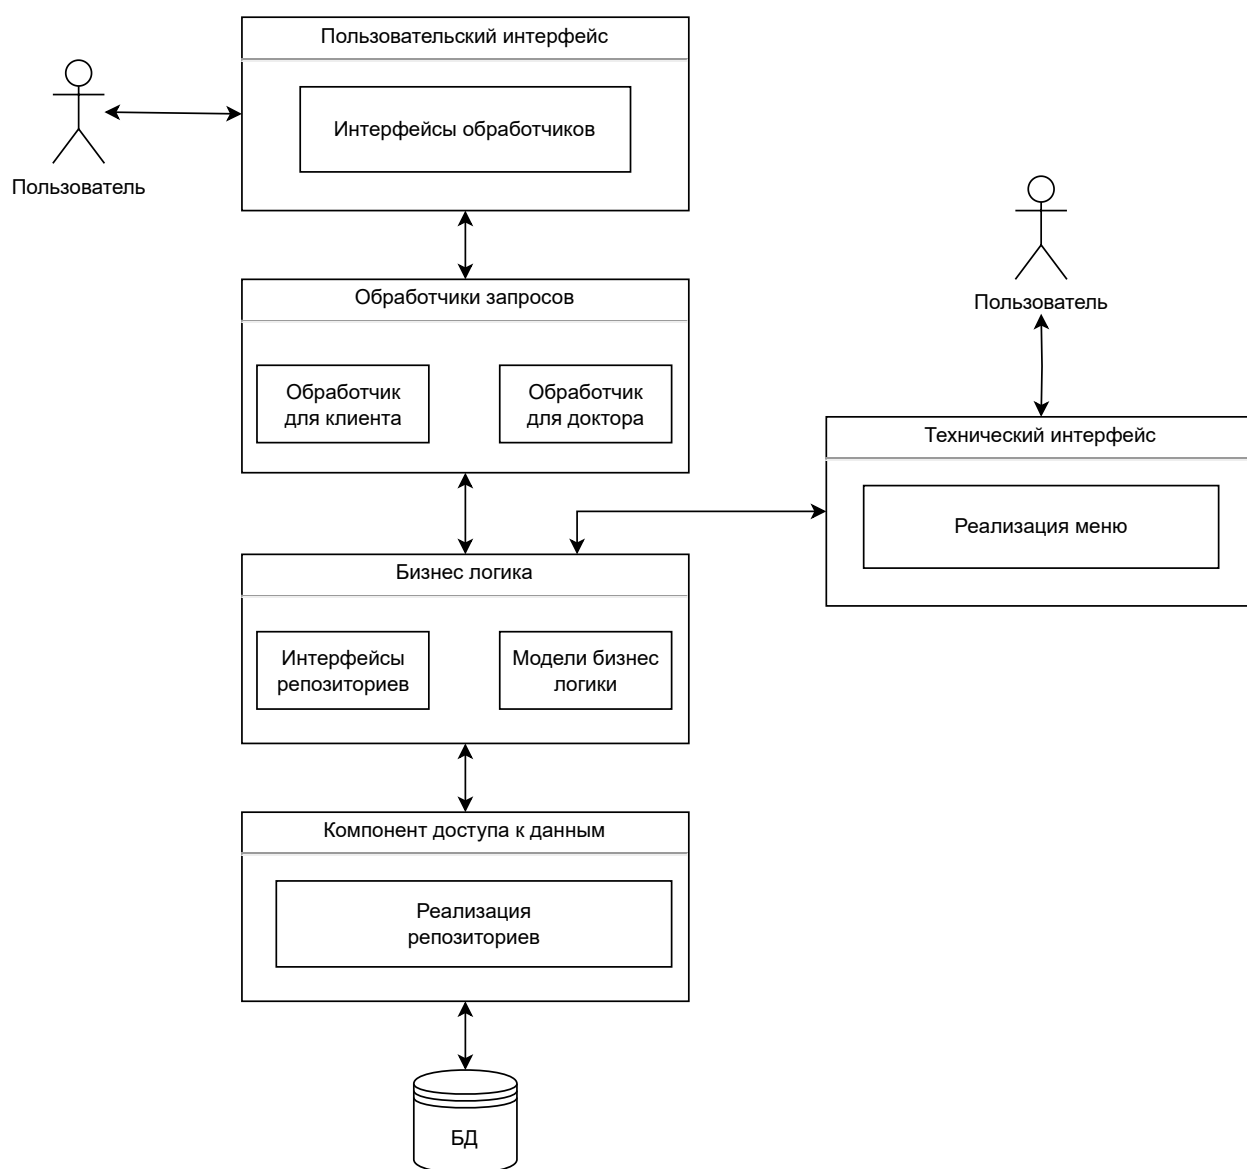 Пользовательский интерфейс
Интерфейсы обработчиков
Пользователь
Обработчики запросов
Обработчик
для клиента
Обработчик
для доктора
Пользователь
Технический интерфейс
Реализация меню
Бизнес логика
Интерфейсы
репозиториев
Модели бизнес
логики
Компонент доступа к данным
Реализация
репозиториев
БД